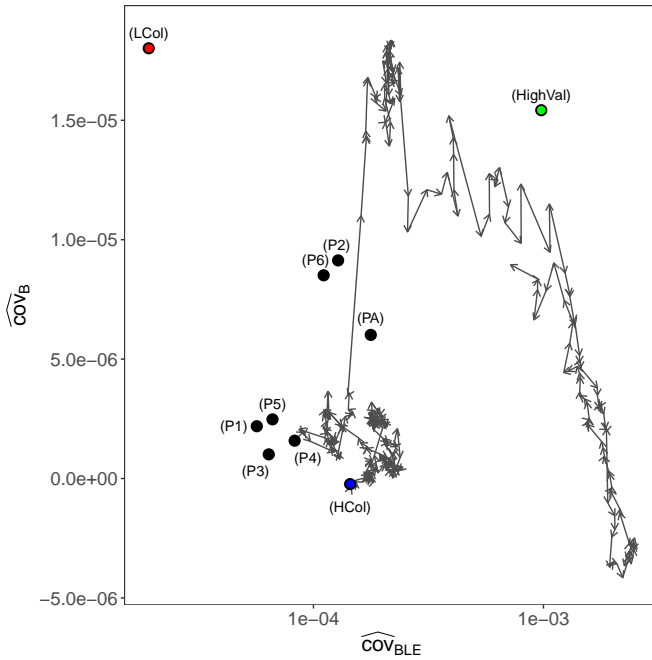 (LCol)
(HighVal)
1.5e−05
(P2)
1.0e−05
(P6)
(PA)
5.0e−06
(P5)
(P1)
(P3)
(P4)
0.0e+00
(HCol)
−5.0e−06
1e−04
1e−03
cov_B
cov_BLE